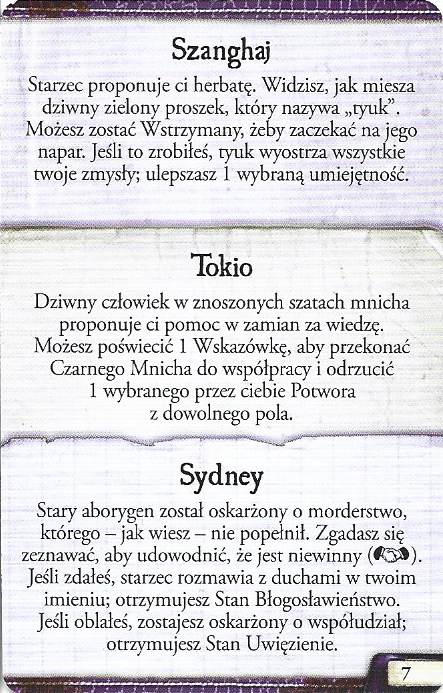 Szanghaj
Starzec proponuje ci herbatę. Widzisz, jak miesza
dziwny zielony proszek, który nazywa „tyuk”.
Możesz zostać Wstrzymany, żeby zaczekać na jego
napar. Jeśli to zrobiłeś, tyuk wyostrza wszystkie
twoje zmysły; ulepszasz 1 wybraną umiejętność.
Tokio
Dziwny człowiek w znoszonych szatach mnicha
proponuje ci pomoc w zamian za wiedzę.
Możesz poświecić 1 Wskazówkę, aby przekonać
Czarnego Mnicha do współpracy i odrzucić
1 wybranego przez ciebie Potwora
z dowolnego pola.
Sydney
Stary aborygen został oskarżony o morderstwo,
którego – jak wiesz – nie popełnił. Zgadasz się
zeznawać, aby udowodnić, że jest niewinny ( ).
Jeśli zdałeś, starzec rozmawia z duchami w twoim
imieniu; otrzymujesz Stan Błogosławieństwo.
Jeśli oblałeś, zostajesz oskarżony o współudział;
otrzymujesz Stan Uwięzienie.
7